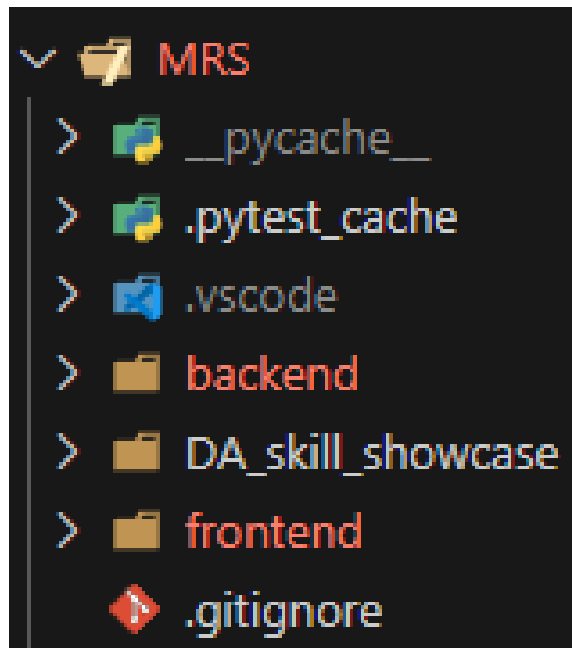 MRS
__pycache__
.pytest_cache
.vscode
backend
DA_skill_showcase
frontend
.gitignore